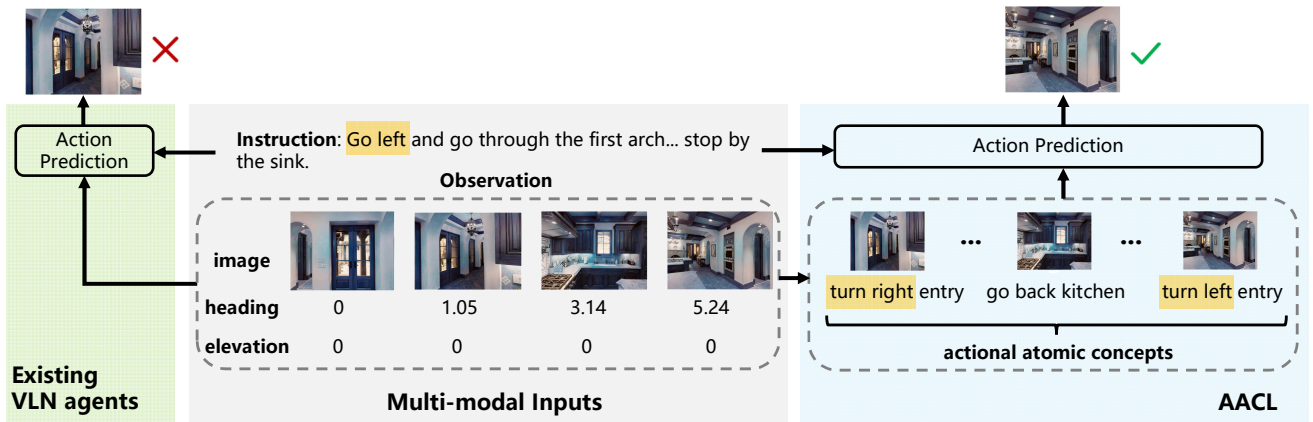 Action
Prediction
Instruction: Go left and go through the first arch... stop by
the sink.
Observation
image
heading 0 1.05 3.14 5.24
elevation 0 0 0 0
Existing
VLN agents
Multi-modal Inputs
Action Prediction
... ...
turn right entry go back kitchen turn left entry
actional atomic concepts
AACL